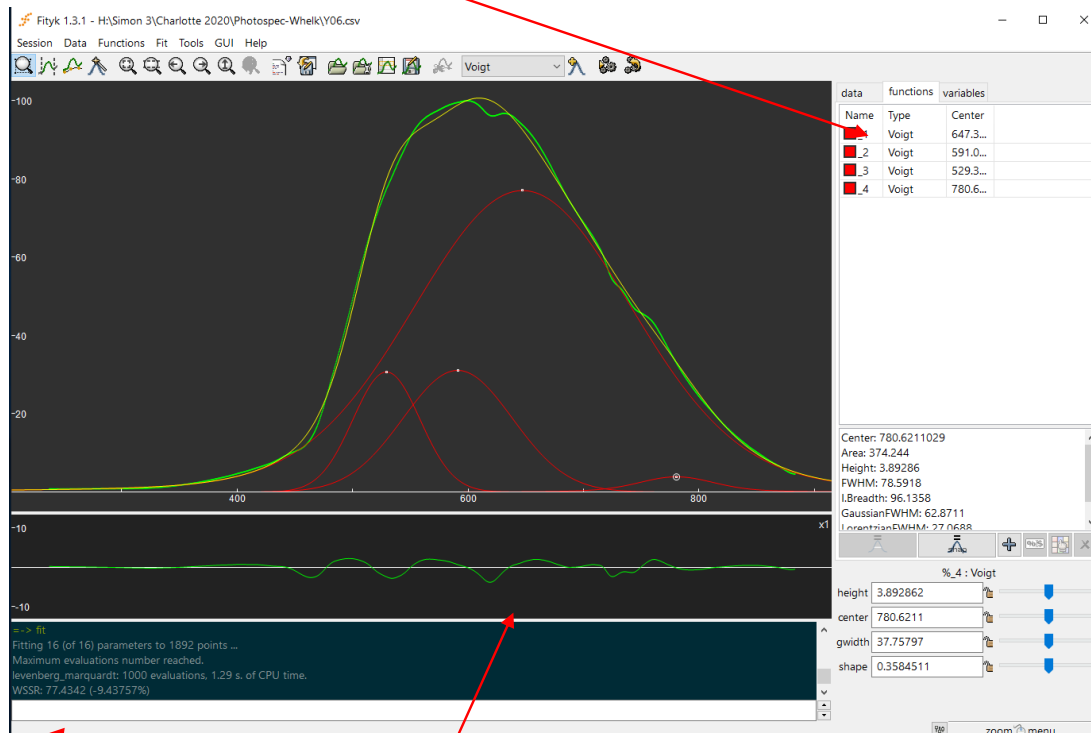 Fityk 1.3.1 - H:\Simon 3\Charlotte 2020\Photospec-Whelk\Y06.csv
Session Data Functions Fit Tools GUI Help
Voigt
data functions variables
Name Type Center
Voigt 647.3...
_2 Voigt 591.0...
_3 Voigt 529.3...
_4 Voigt 780.6...
100
80
60
40
20
400 600 800
Center: 780.6211029
Area: 374.244
Height: 3.89286
FWHM: 78.5918
I.Breadth: 96.1358
GaussianFWHM: 62.8711
LorentzianFWHM: 27.0688
10
x1
-10
snap
%_4 : Voigt
height 3.892862
center 780.6211
gwidth 37.75797
shape 0.3584511
=-> fit
Fitting 16 (of 16) parameters to 1892 points ...
Maximum evaluations number reached.
levenberg_marquardt: 1000 evaluations, 1.29 s. of CPU time.
WSSR: 77.4342 (-9.43757%)
zoom menu